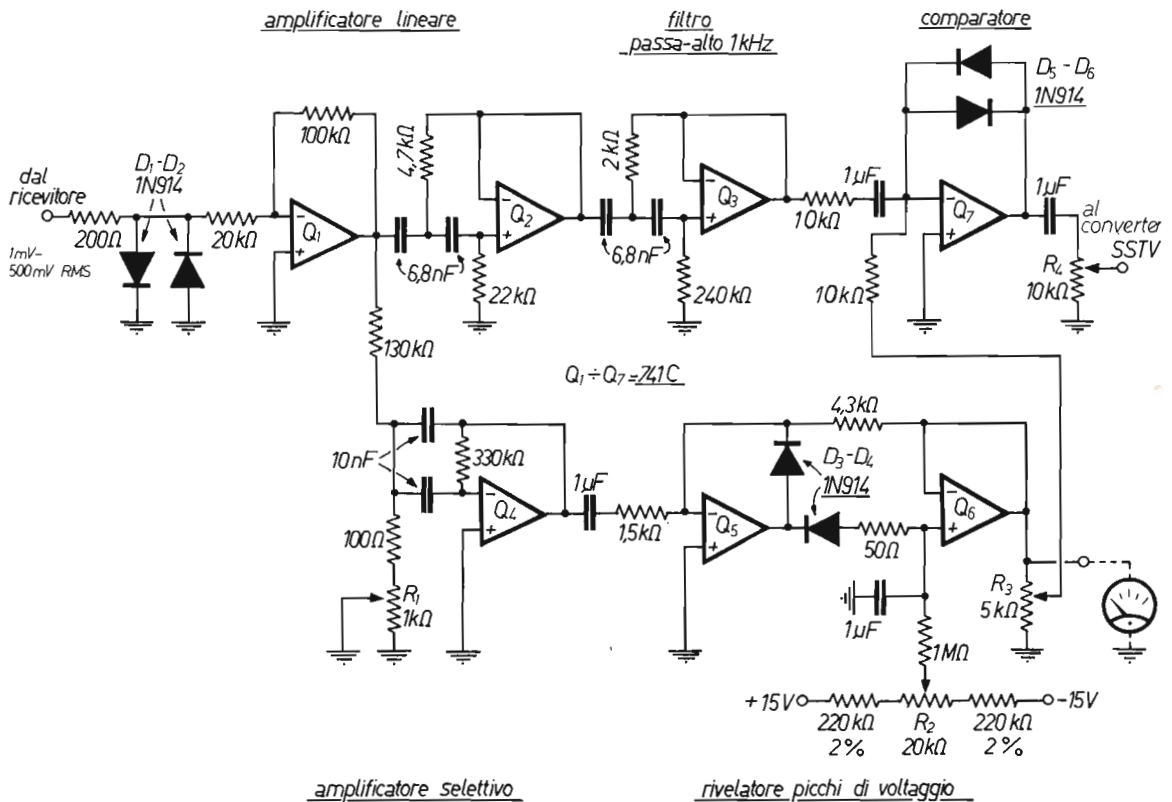 amplificatore lineare
filtro
passa-alto 1kHz
comparatore
D5-D6
1N914
100kΩ
4,7kΩ
2kΩ
dal
ricevitore
D1-D2
1N914
200Ω
20kΩ
1mV-
500mV RMS
-
+
Q1
6,8nF
22kΩ
-
+
Q2
6,8nF
240kΩ
-
+
Q3
10kΩ
1µF
10kΩ
-
+
Q7
1µF
al
converter
SSTV
R4
10kΩ
130kΩ
Q1÷Q7=741C
10nF
330kΩ
-
+
Q4
100Ω
R1
1kΩ
1µF
1,5kΩ
-
+
Q5
4,3kΩ
D3-D4
1N914
50Ω
-
+
Q6
1µF
1MΩ
R3
5kΩ
+15V
220kΩ
2%
R2
20kΩ
220kΩ
2%
-15V
amplificatore selettivo
rivelatore picchi di voltaggio